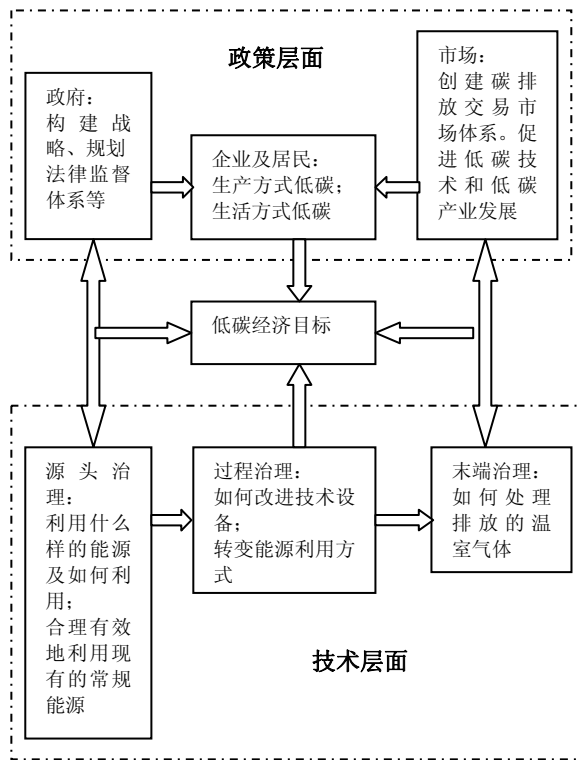 政策层面
政府：
构建战
略、规划
法律监督
体系等
企业及居民：
生产方式低碳；
生活方式低碳
市场：
创建碳排
放交易市
场体系。促
进低碳技
术和低碳
产业发展
低碳经济目标
源头治
理：
利用什么
样的能源
及如何利
用；
合理有效
地利用现
有的常规
能源
过程治理：
如何改进技术设
备；
转变能源利用方
式
末端治理：
如何处理
排放的温
室气体
技术层面